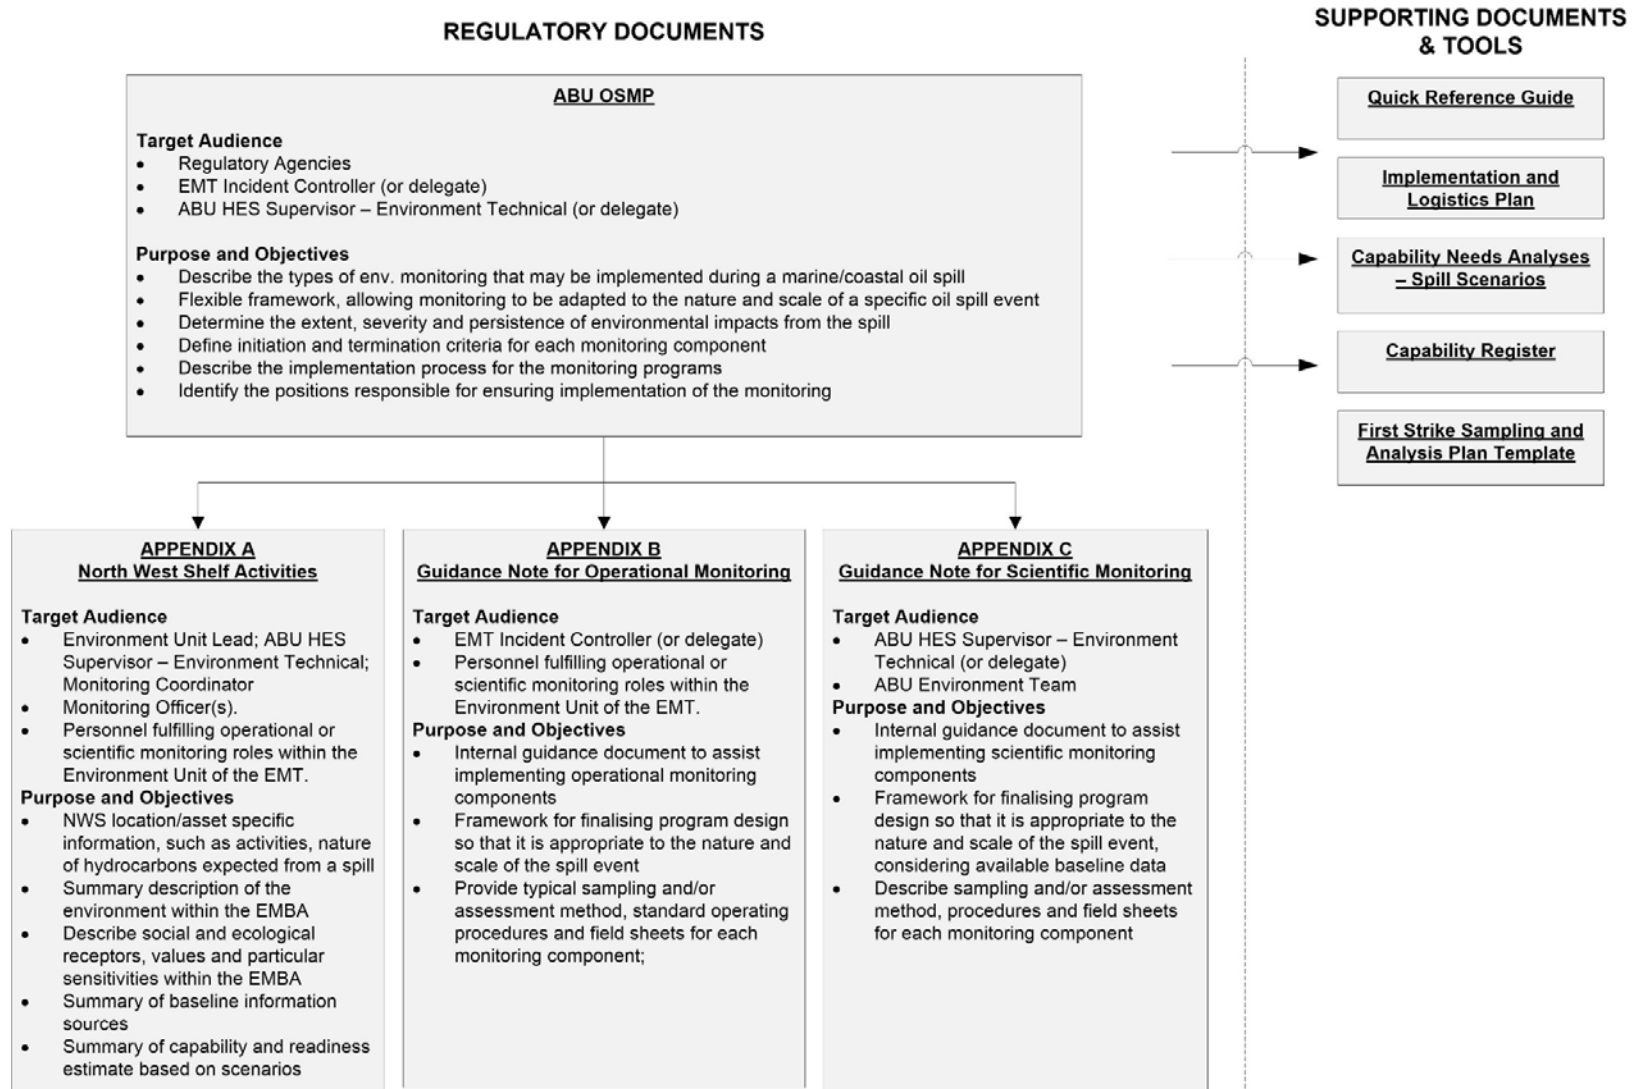 REGULATORY DOCUMENTS
SUPPORTING DOCUMENTS
& TOOLS
ABU OSMP
Target Audience
• Regulatory Agencies
• EMT Incident Controller (or delegate)
• ABU HES Supervisor – Environment Technical (or delegate)
Purpose and Objectives
• Describe the types of env. monitoring that may be implemented during a marine/coastal oil spill
• Flexible framework, allowing monitoring to be adapted to the nature and scale of a specific oil spill event
• Determine the extent, severity and persistence of environmental impacts from the spill
• Define initiation and termination criteria for each monitoring component
• Describe the implementation process for the monitoring programs
• Identify the positions responsible for ensuring implementation of the monitoring
Quick Reference Guide
Implementation and
Logistics Plan
Capability Needs Analyses
– Spill Scenarios
Capability Register
First Strike Sampling and
Analysis Plan Template
APPENDIX A
North West Shelf Activities
Target Audience
• Environment Unit Lead; ABU HES
Supervisor – Environment Technical;
Monitoring Coordinator
• Monitoring Officer(s).
• Personnel fulfilling operational or
scientific monitoring roles within the
Environment Unit of the EMT.
Purpose and Objectives
• NWS location/asset specific
information, such as activities, nature
of hydrocarbons expected from a spill
• Summary description of the
environment within the EMBA
• Describe social and ecological
receptors, values and particular
sensitivities within the EMBA
• Summary of baseline information
sources
• Summary of capability and readiness
estimate based on scenarios
APPENDIX B
Guidance Note for Operational Monitoring
Target Audience
• EMT Incident Controller (or delegate)
• Personnel fulfilling operational or
scientific monitoring roles within the
Environment Unit of the EMT.
Purpose and Objectives
• Internal guidance document to assist
implementing operational monitoring
components
• Framework for finalising program design
so that it is appropriate to the nature and
scale of the spill event
• Provide typical sampling and/or
assessment method, standard operating
procedures and field sheets for each
monitoring component;
APPENDIX C
Guidance Note for Scientific Monitoring
Target Audience
• ABU HES Supervisor – Environment
Technical (or delegate)
• ABU Environment Team
Purpose and Objectives
• Internal guidance document to assist
implementing scientific monitoring
components
• Framework for finalising program
design so that it is appropriate to the
nature and scale of the spill event,
considering available baseline data
• Describe sampling and/or assessment
method, procedures and field sheets
for each monitoring component